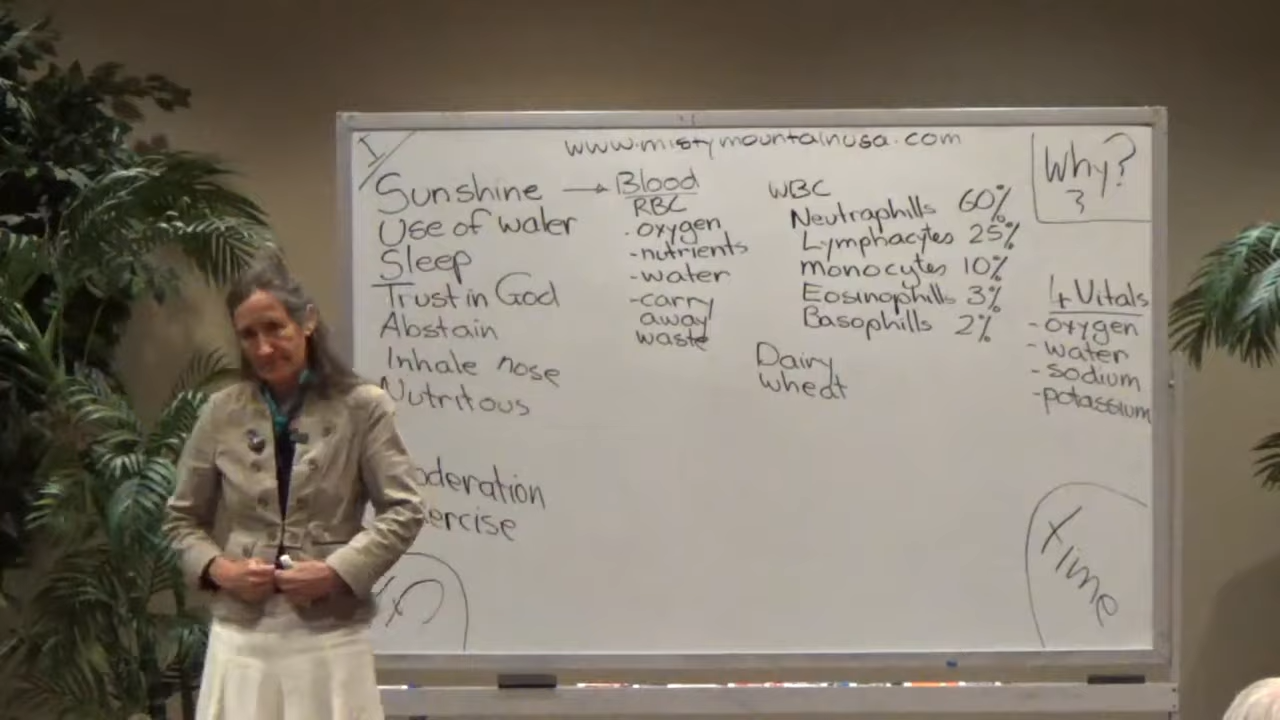 I
www.mistymountainusa.com
Sunshine → Blood
Use of water
Sleep
Trust in God
Abstain
Inhale nose
Nutritous
oderation
ercise
RBC
. oxygen
- nutrients
- water
- carry
away
waste
WBC
Neutraphills 60%
Lymphacytes 25%
monocytes 10%
Eosinophills 3%
Basophills 2%
Dairy
wheat
Why?
3
4 Vitals
- oxygen
- water
- sodium
- potassium
Time